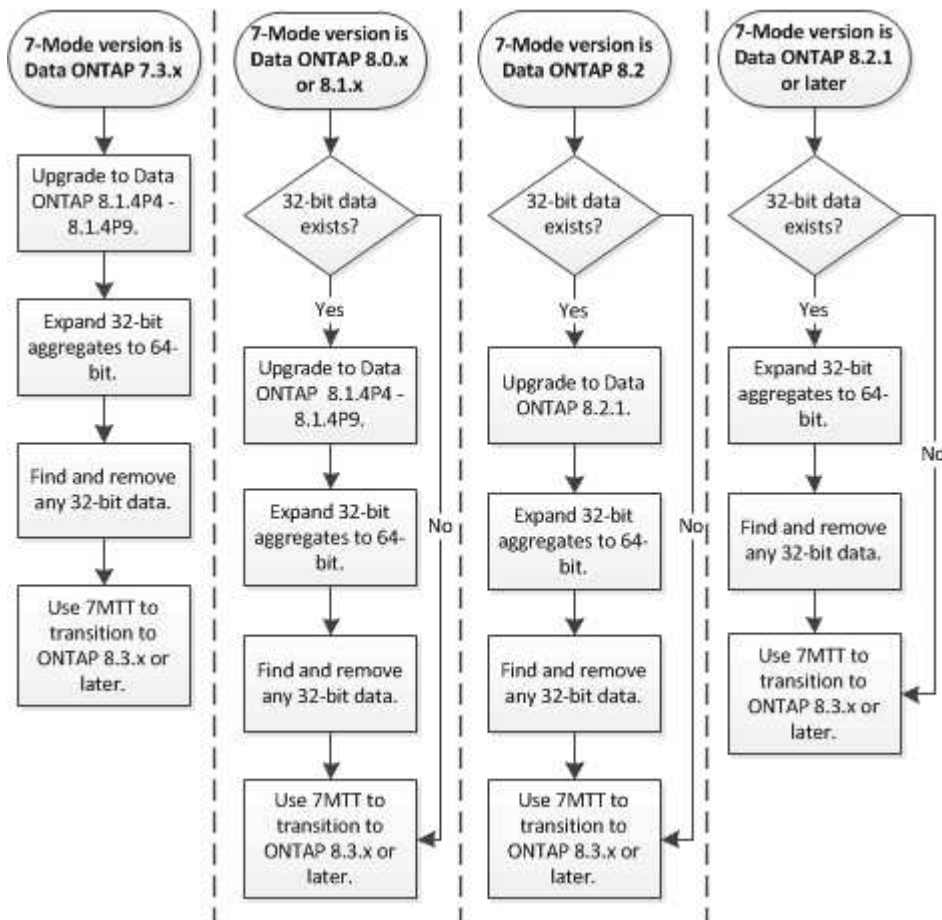 7-Mode version is
Data ONTAP 7.3.x
Upgrade to Data
ONTAP 8.1.4P4 -
8.1.4P9.
Expand 32-bit
aggregates to 64-
bit.
Find and remove
any 32-bit data.
Use 7MTT to
transition to
ONTAP 8.3.x or
later.
7-Mode version is
Data ONTAP 8.0.x
or 8.1.x
32-bit data
exists?
Yes
Upgrade to Data
ONTAP 8.1.4P4 -
8.1.4P9.
Expand 32-bit
aggregates to 64-
bit.
No
Find and remove
any 32-bit data.
Use 7MTT to
transition to
ONTAP 8.3.x or
later.
7-Mode version is
Data ONTAP 8.2
32-bit data
exists?
Yes
Upgrade to Data
ONTAP 8.2.1.
Expand 32-bit
aggregates to 64-
bit.
No
Find and remove
any 32-bit data.
Use 7MTT to
transition to
ONTAP 8.3.x or
later.
7-Mode version is
Data ONTAP 8.2.1
or later
32-bit data
exists?
Yes
Expand 32-bit
aggregates to 64-
bit.
No
Find and remove
any 32-bit data.
Use 7MTT to
transition to
ONTAP 8.3.x or
later.